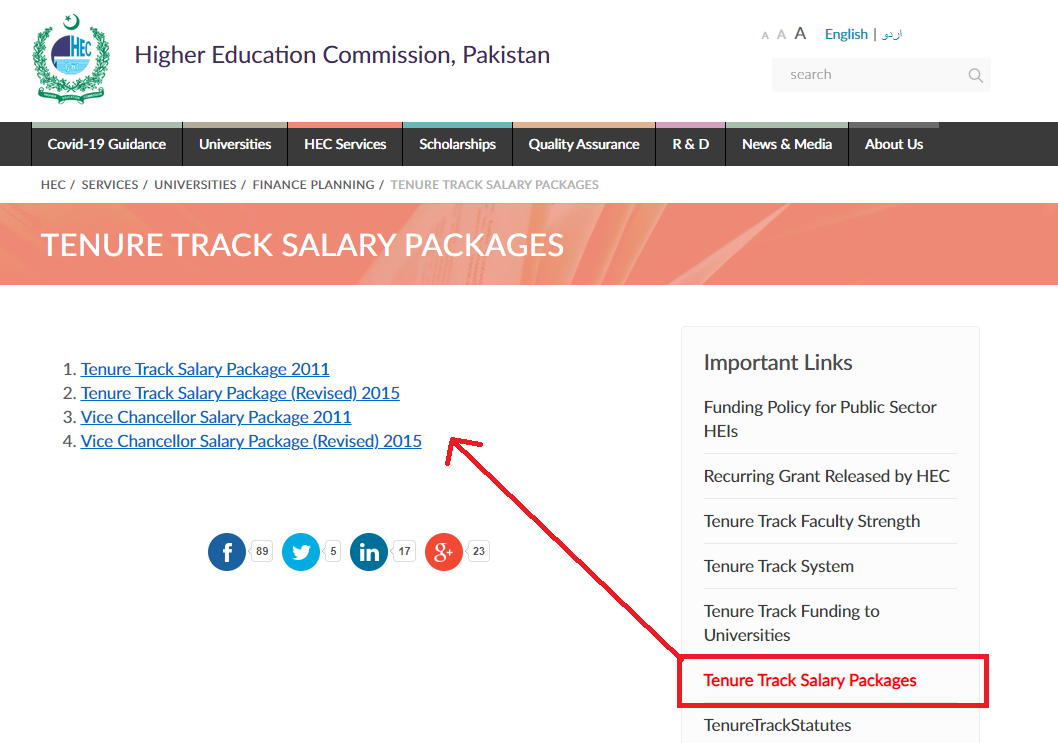 HEC
Higher Education Commission, Pakistan
A A A English | اردو
search
Covid-19 Guidance Universities HEC Services Scholarships Quality Assurance R & D News & Media About Us
HEC / SERVICES / UNIVERSITIES / FINANCE PLANNING / TENURE TRACK SALARY PACKAGES
TENURE TRACK SALARY PACKAGES
1. Tenure Track Salary Package 2011
2. Tenure Track Salary Package (Revised) 2015
3. Vice Chancellor Salary Package 2011
4. Vice Chancellor Salary Package (Revised) 2015
f 89 5 in 17 g+ 23
Important Links
Funding Policy for Public Sector
HEIs
Recurring Grant Released by HEC
Tenure Track Faculty Strength
Tenure Track System
Tenure Track Funding to
Universities
Tenure Track Salary Packages
TenureTrackStatutes